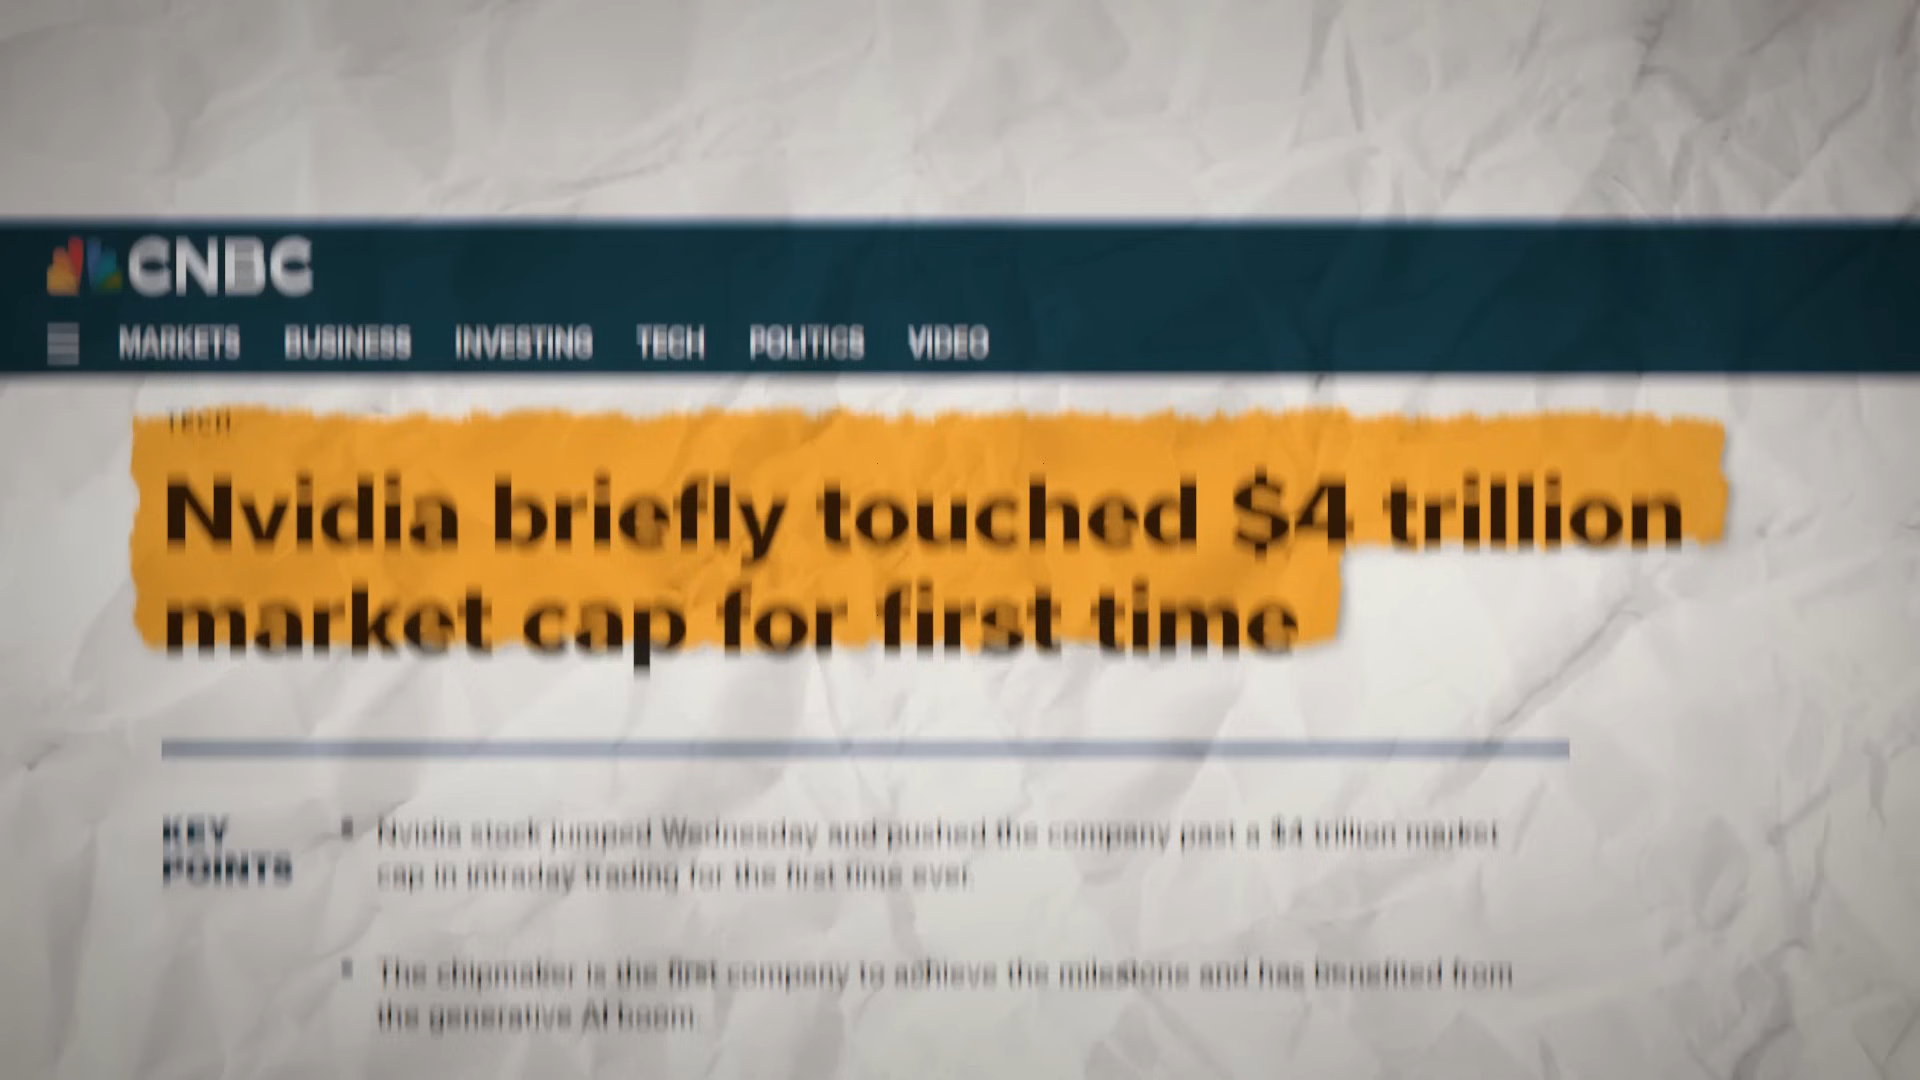 CNBC
MARKETS BUSINESS INVESTING TECH POLITICS VIDEO
TECH
Nvidia briefly touched $4 trillion
market cap for first time
KEY
POINTS
Nvidia stock jumped Wednesday and pushed the company past a $4 trillion market
cap in intraday trading for the first time ever.
The chipmaker is the first company to achieve the milestone and has benefited from
the generative AI boom.